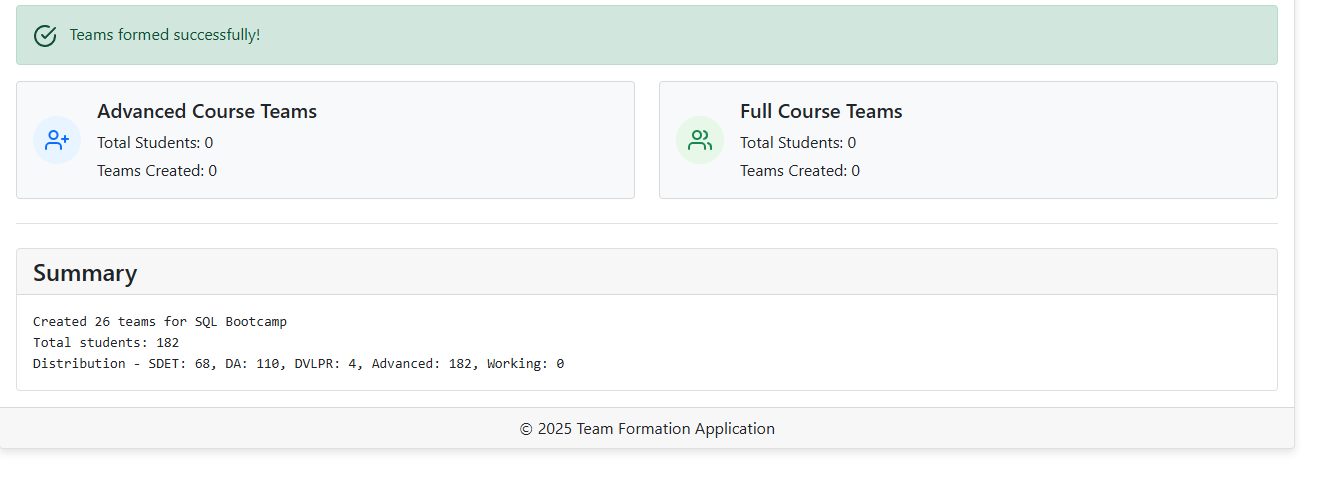 Teams formed successfully!
Advanced Course Teams
Total Students: 0
Teams Created: 0
Full Course Teams
Total Students: 0
Teams Created: 0
Summary
Created 26 teams for SQL Bootcamp
Total students: 182
Distribution - SDET: 68, DA: 110, DVLPR: 4, Advanced: 182, Working: 0
© 2025 Team Formation Application